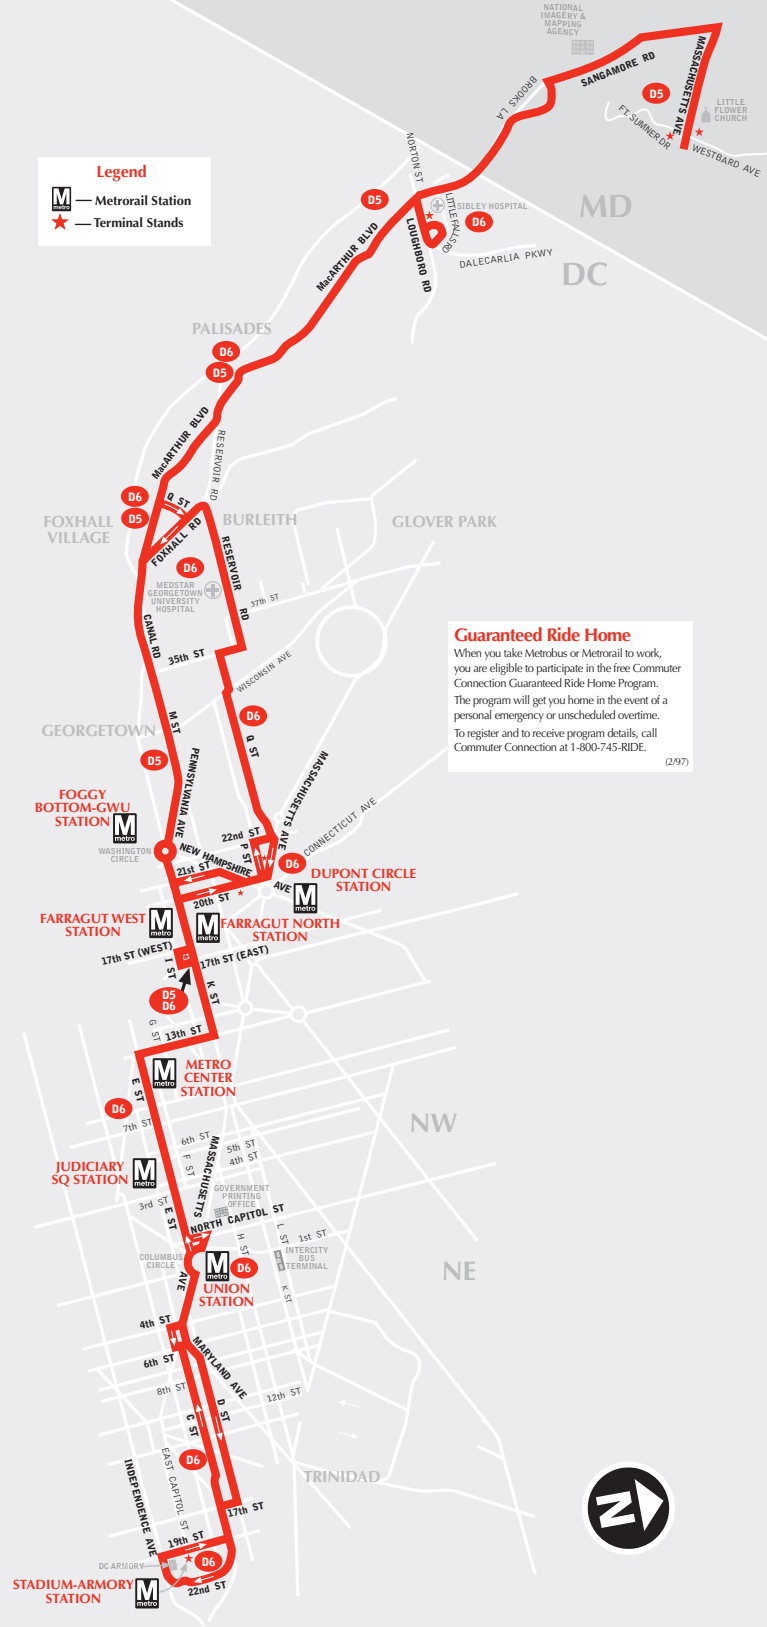 NATIONAL
IMAGERY &
MAPPING
AGENCY
SANGAMORE RD
MASSACHUSETTS AVE
BROOKS LA
D5
LITTLE
FLOWER
CHURCH
FT. SUMNER DR
WESTBARD AVE
Legend
M
metro
— Metrorail Station
— Terminal Stands
NORTON ST
D5
SIBLEY HOSPITAL
LITTLE FALLS RD
D6
MD
LOUGHBORO RD
MacARTHUR BLVD
DALECARLIA PKWY
DC
PALISADES
D6
D5
MacARTHUR BLVD
RESERVOIR RD
D6
Q ST
D5
FOXHALL
VILLAGE
BURLEITH
GLOVER PARK
FOXHALL RD
RESERVOIR RD
D6
MEDSTAR
GEORGETOWN
UNIVERSITY
HOSPITAL
37th ST
CANAL RD
35th ST
WISCONSIN AVE
Guaranteed Ride Home
When you take Metrobus or Metrorail to work,
you are eligible to participate in the free Commuter
Connection Guaranteed Ride Home Program.
The program will get you home in the event of a
personal emergency or unscheduled overtime.
To register and to receive program details, call
Commuter Connection at 1-800-745-RIDE.
(2/97)
M ST
D6
Q ST
GEORGETOWN
D5
PENNSYLVANIA AVE
MASSACHUSETTS AVE
FOGGY
BOTTOM-GWU
STATION
M
metro
CONNECTICUT AVE
22nd ST
P ST
WASHINGTON
CIRCLE
NEW HAMPSHIRE
AVE
21st ST
D6
DUPONT CIRCLE
STATION
M
metro
20th ST
FARRAGUT WEST
STATION
M
metro
M
metro
FARRAGUT NORTH
STATION
17th ST (WEST)
17th ST (EAST)
I ST
K ST
D5
D6
G ST
13th ST
M
metro
METRO
CENTER
STATION
E ST
D6
7th ST
NW
6th ST
5th ST
4th ST
F ST
MASSACHUSETTS
JUDICIARY
SQ STATION
M
metro
GOVERNMENT
PRINTING
OFFICE
3rd ST
E ST
NORTH CAPITOL ST
H ST
L ST
1st ST
COLUMBUS
CIRCLE
INTERCITY
BUS
TERMINAL
M
metro
D6
NE
AVE
UNION
STATION
K ST
4th ST
6th ST
MARYLAND AVE
8th ST
12th ST
D ST
C ST
D6
EAST CAPITOL ST
INDEPENDENCE AVE
TRINIDAD
17th ST
N
19th ST
DC ARMORY
D6
STADIUM-ARMORY
STATION
M
metro
22nd ST